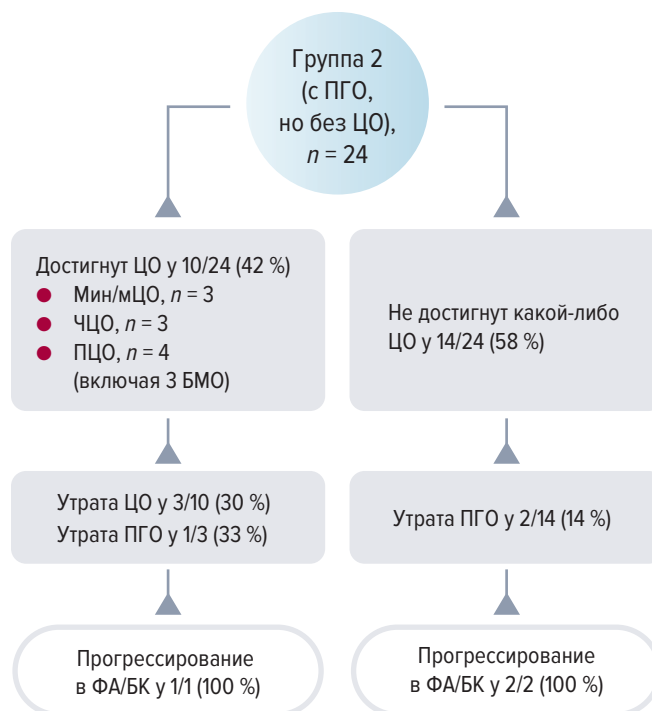 Группа 2
(с ПГО,
но без ЦО),
n = 24
Достигнут ЦО у 10/24 (42 %)
● Мин/мЦО, n = 3
● ЧЦО, n = 3
● ПЦО, n = 4
(включая 3 БМО)
Не достигнут какой-либо
ЦО у 14/24 (58 %)
Утрата ЦО у 3/10 (30 %)
Утрата ПГО у 1/3 (33 %)
Утрата ПГО у 2/14 (14 %)
Прогрессирование
в ФА/БК у 1/1 (100 %)
Прогрессирование
в ФА/БК у 2/2 (100 %)